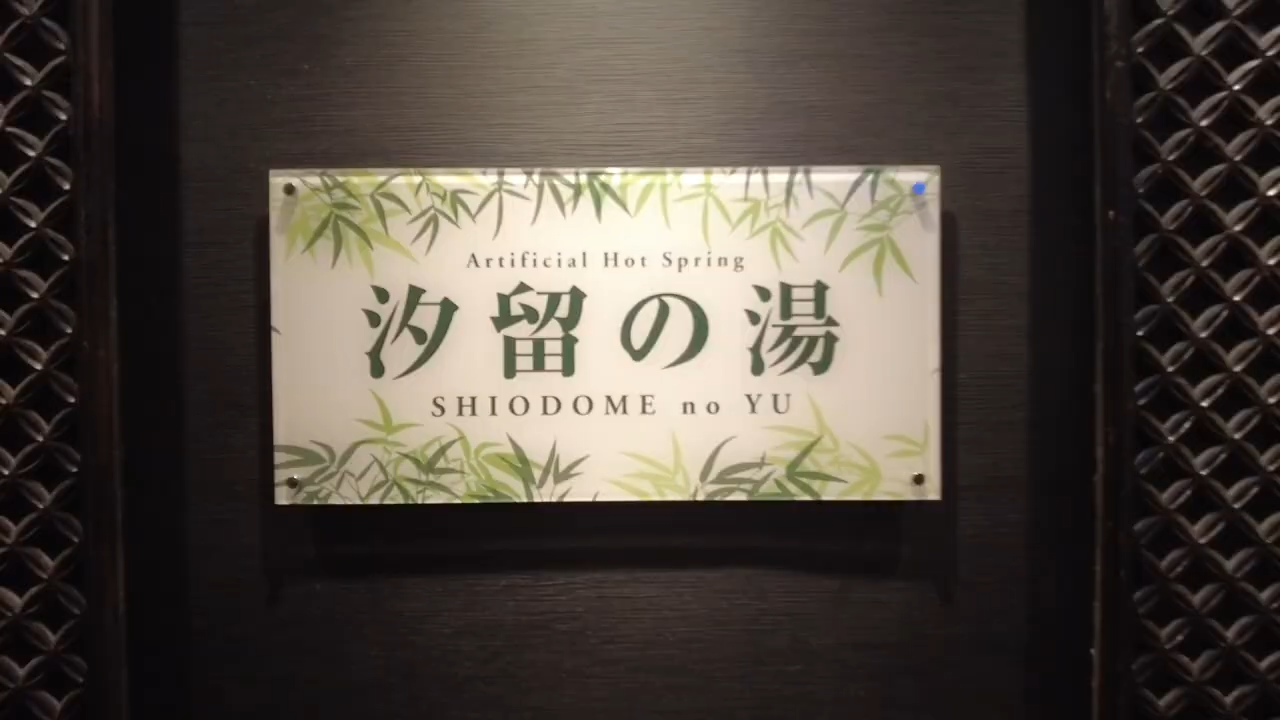 Artificial Hot Spring
汐留の湯
SHIODOME no YU